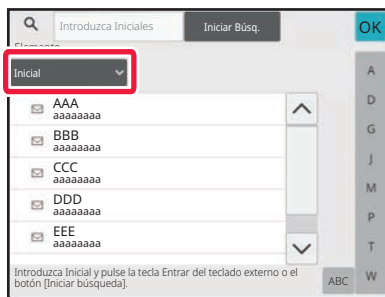 Introduzca Iniciales
Iniciar Búsq.
OK
Elemento
Inicial
A
D
G
J
M
P
T
W
AAA
aaaaaaaa
BBB
aaaaaaaa
CCC
aaaaaaaa
DDD
aaaaaaaa
EEE
aaaaaaaa
Introduzca Inicial y pulse la tecla Entrar del teclado externo o el
botón [Iniciar búsqueda].
ABC